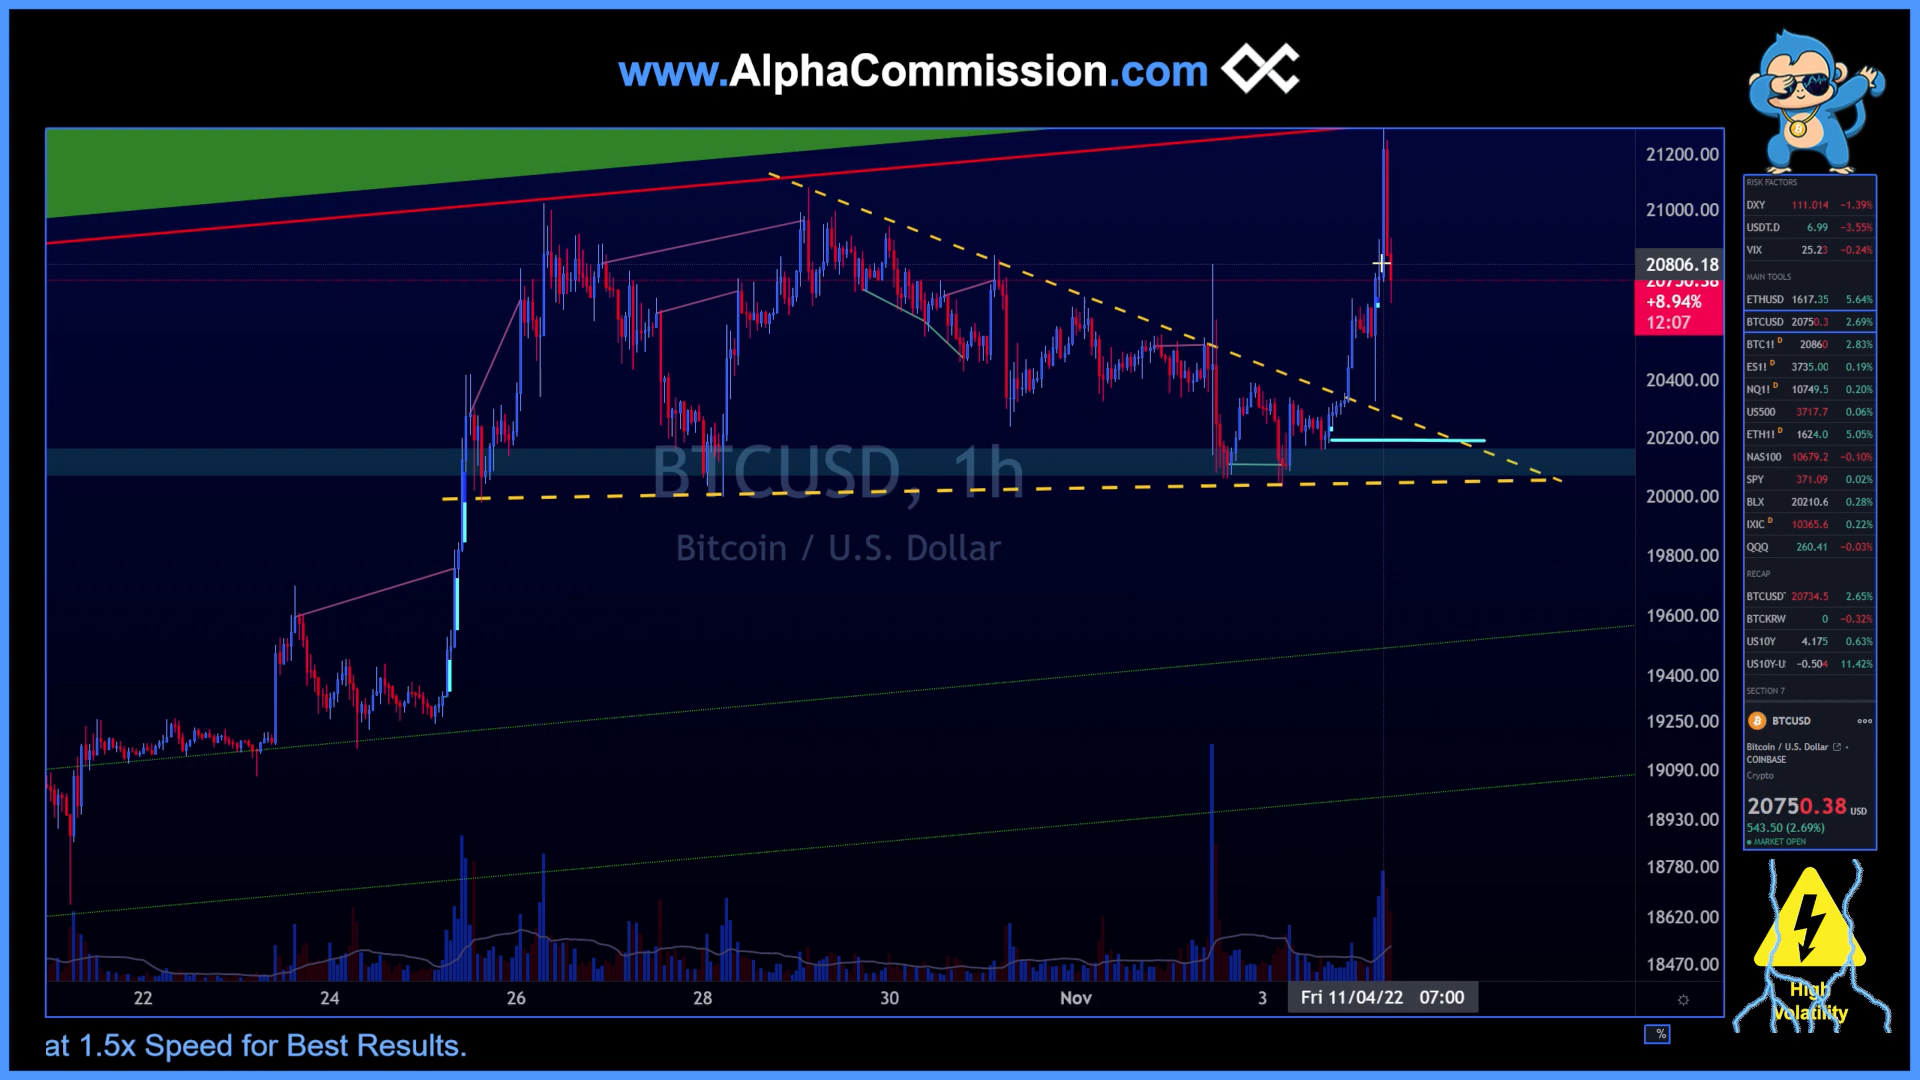 www.AlphaCommission.com
21200.00
21000.00
20806.18
+8.94%
12:07
20400.00
20200.00
20000.00
19800.00
19600.00
19400.00
19250.00
19090.00
18930.00
18780.00
18620.00
18470.00
BTCUSD, 1h
Bitcoin / U.S. Dollar
22 24 26 28 30 Nov 3 Fri 11/04/22 07:00
at 1.5x Speed for Best Results.
%
RISK FACTORS
DXY 111.014 −1.39%
USDT.D 6.99 −3.55%
VIX 25.23 −0.24%
MAIN TOOLS
ETHUSD 1617.35 5.64%
BTCUSD 20750.3 2.69%
BTC1! D 20860 2.83%
ES1! D 3735.00 0.19%
NQ1! D 10749.5 0.20%
US500 3717.7 0.06%
ETH1! D 1624.0 5.05%
NAS100 10679.2 −0.10%
SPY 371.09 0.02%
BLX 20210.6 0.28%
IXIC D 10365.6 0.22%
QQQ 260.41 −0.03%
RECAP
BTCUSDT 20734.5 2.65%
BTCKRW 0 −0.32%
US10Y 4.175 0.63%
US10Y-U −0.504 11.42%
SECTION 7
BTCUSD
Bitcoin / U.S. Dollar
COINBASE
Crypto
20750.38 USD
543.50 (2.69%)
MARKET OPEN
High
Volatility